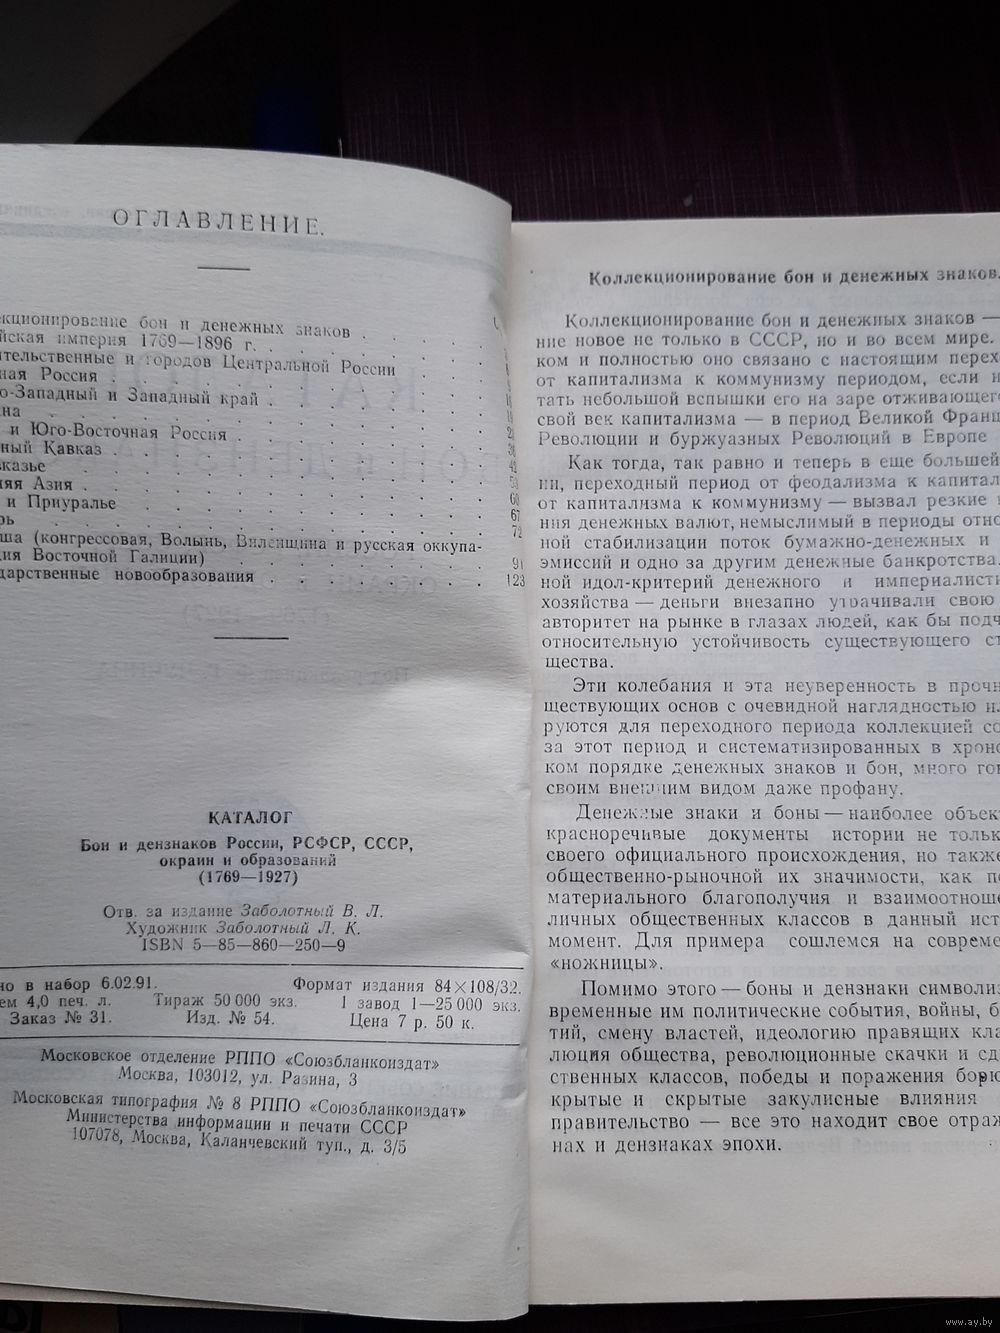 ОГЛАВЛЕНИЕ.
екционирование бон и денежных знаков
йская империя 1769—1896 г.
ительственные и городов Центральной России
ная Россия
о-Западный и Западный край
ина
и Юго-Восточная Россия
ный Кавказ
вказье 42
няя Азия
и Приуралье 60
рь 67
ша (конгрессовая, Волынь, Виленщина и русская оккупа- 72
ция Восточной Галиции) 91
ударственные новообразования 123
КАТАЛОГ
Бон и дензнаков России, РСФСР, СССР,
окраин и образований
(1769—1927)
Отв. за издание Заболотный В. Л.
Художник Заболотный Л. К.
ISBN 5—85—860—250—9
но в набор 6.02.91. Формат издания 84×108/32.
ем 4,0 печ. л. Тираж 50 000 экз. 1 завод 1—25 000 экз.
Заказ № 31. Изд. № 54. Цена 7 р. 50 к.
Московское отделение РППО «Союзбланкоиздат»
Москва, 103012, ул. Разина, 3
Московская типография № 8 РППО «Союзбланкоиздат»
Министерства информации и печати СССР
107078, Москва, Каланчевский туп., д. 3/5
Коллекционирование бон и денежных знаков.
Коллекционирование бон и денежных знаков —
ние новое не только в СССР, но и во всем мире.
ком и полностью оно связано с настоящим перех
от капитализма к коммунизму периодом, если н
тать небольшой вспышки его на заре отживающего
свой век капитализма — в период Великой Франц
Революции и буржуазных Революций в Европе
Как тогда, так равно и теперь в еще большей
ни, переходный период от феодализма к капитал
от капитализма к коммунизму — вызвал резкие
ния денежных валют, немыслимый в периоды отно
ной стабилизации поток бумажно-денежных и
эмиссий и одно за другим денежные банкротства.
ной идол-критерий денежного и империалисти
хозяйства — деньги внезапно утрачивали свою
авторитет на рынке в глазах людей, как бы подч
относительную устойчивость существующего ст
щества.
Эти колебания и эта неуверенность в прочн
ществующих основ с очевидной наглядностью ил
руются для переходного периода коллекцией со
за этот период и систематизированных в хроно
ком порядке денежных знаков и бон, много гов
своим внешним видом даже профану.
Денежные знаки и боны — наиболее объек
красноречивые документы истории не тольк
своего официального происхождения, но также
общественно-рыночной их значимости, как по
материального благополучия и взаимоотноше
личных общественных классов в данный ист
момент. Для примера сошлемся на совреме
«ножницы».
Помимо этого — боны и дензнаки символиз
временные им политические события, войны, б
тий, смену властей, идеологию правящих кла
люция общества, революционные скачки и сд
ственных классов, победы и поражения борю
крытые и скрытые закулисные влияния
правительство — все это находит свое отраж
нах и дензнаках эпохи.
www.ay.by